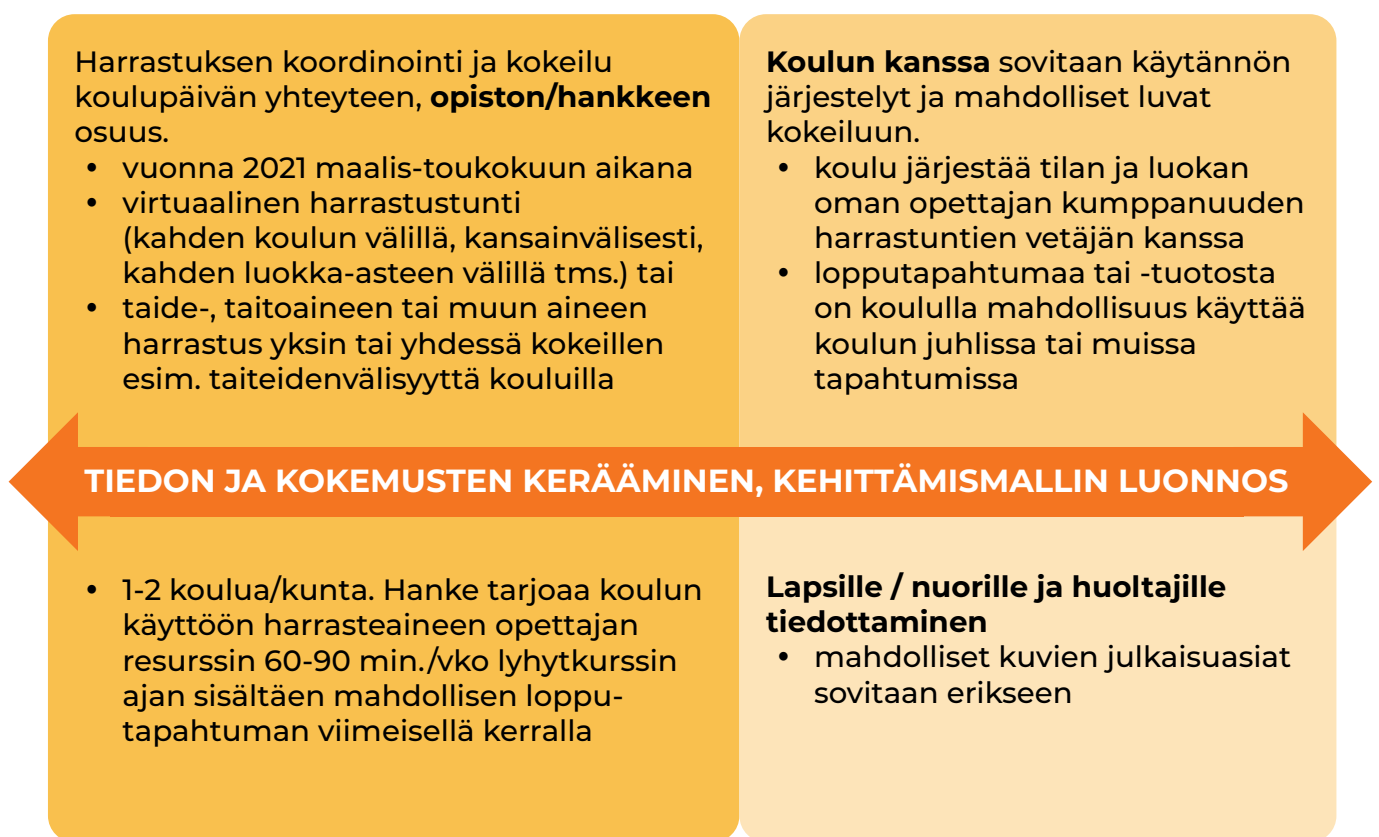 Harrastuksen koordinointi ja kokeilu
koulupäivän yhteyteen, opiston/hankkeen
osuus.
• vuonna 2021 maalis-toukokuun aikana
• virtuaalinen harrastustunti
(kahden koulun välillä, kansainvälisesti,
kahden luokka-asteen välillä tms.) tai
• taide-, taitoaineen tai muun aineen
harrastus yksin tai yhdessä kokeillen
esim. taiteidenvälisyyttä kouluilla
Koulun kanssa sovitaan käytännön
järjestelyt ja mahdolliset luvat
kokeiluun.
• koulu järjestää tilan ja luokan
oman opettajan kumppanuuden
harrastuntien vetäjän kanssa
• lopputapahtumaa tai -tuotosta
on koululla mahdollisuus käyttää
koulun juhlissa tai muissa
tapahtumissa
TIEDON JA KOKEMUSTEN KERÄÄMINEN, KEHITTÄMISMALLIN LUONNOS
• 1-2 koulua/kunta. Hanke tarjoaa koulun
käyttöön harrasteaineen opettajan
resurssin 60-90 min./vko lyhytkurssin
ajan sisältäen mahdollisen loppu-
tapahtuman viimeisellä kerralla
Lapsille / nuorille ja huoltajille
tiedottaminen
• mahdolliset kuvien julkaisuasiat
sovitaan erikseen